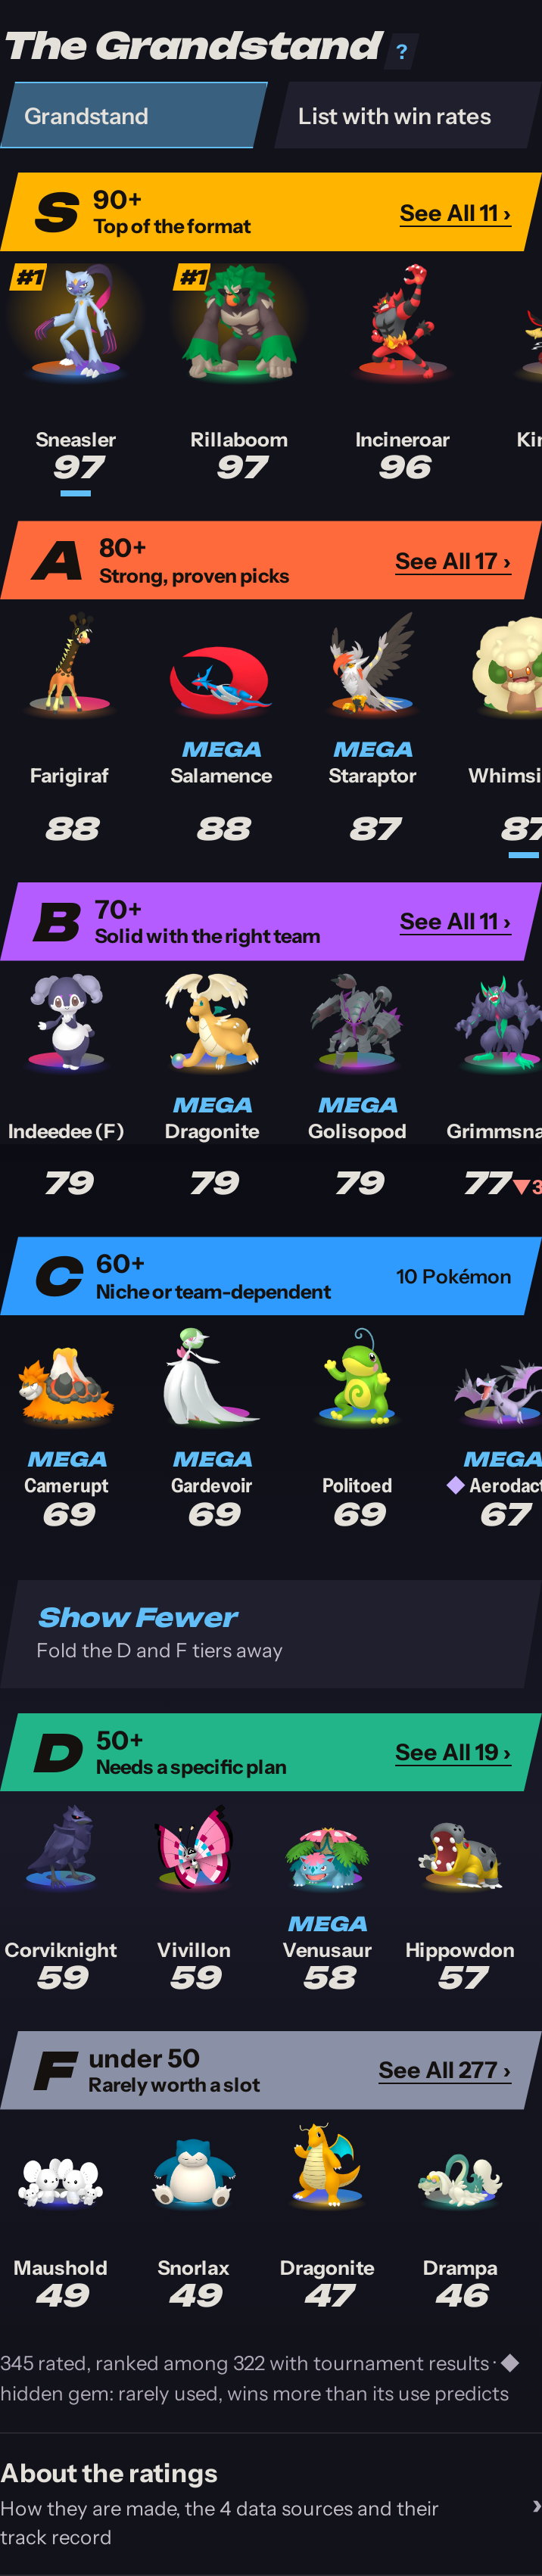 The Grandstand ?
Grandstand
List with win rates
S
90+
Top of the format
See All 11 ›
#1
#1
Sneasler
Rillaboom
Incineroar
97
97
96
A
80+
Strong, proven picks
See All 17 ›
MEGA
MEGA
Farigiraf
Salamence
Staraptor
Whimsi
88
88
87
87
B
70+
Solid with the right team
See All 11 ›
MEGA
MEGA
Indeedee (F)
Dragonite
Golisopod
Grimmsna
79
79
79
77 ▼3
C
60+
Niche or team-dependent
10 Pokémon
MEGA
MEGA
MEGA
Camerupt
Gardevoir
Politoed
◆ Aerodact
69
69
69
67
Show Fewer
Fold the D and F tiers away
D
50+
Needs a specific plan
See All 19 ›
MEGA
Corviknight
Vivillon
Venusaur
Hippowdon
59
59
58
57
F
under 50
Rarely worth a slot
See All 277 ›
Maushold
Snorlax
Dragonite
Drampa
49
49
47
46
345 rated, ranked among 322 with tournament results · ◆
hidden gem: rarely used, wins more than its use predicts
About the ratings
How they are made, the 4 data sources and their
track record
›